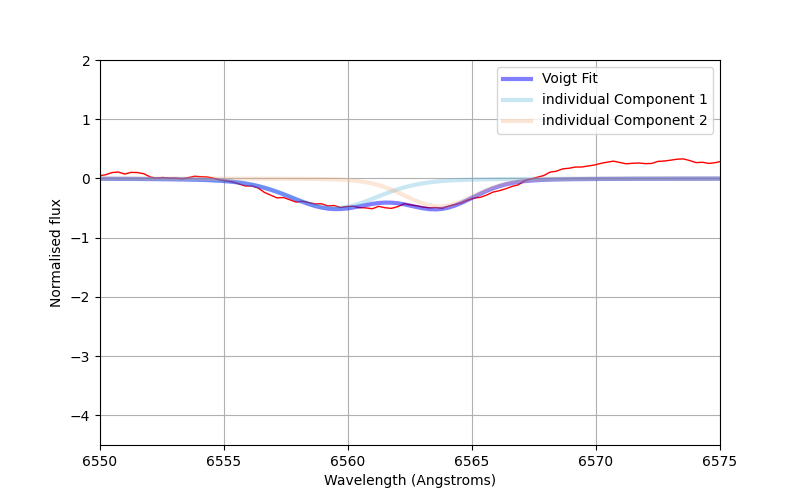 Voigt Fit
individual Component 1
individual Component 2
2
1
0
−1
−2
−3
−4
Normalised flux
6550
6555
6560
6565
6570
6575
Wavelength (Angstroms)